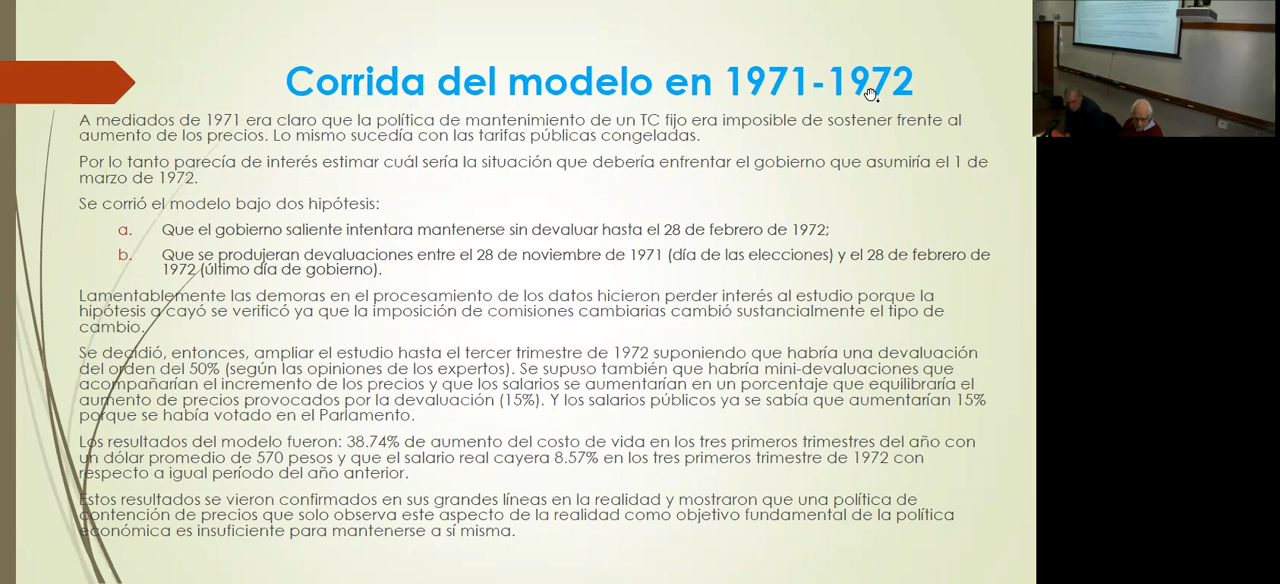 Corrida del modelo en 1971-1972
A mediados de 1971 era claro que la política de mantenimiento de un TC fijo era imposible de sostener frente al
aumento de los precios. Lo mismo sucedía con las tarifas públicas congeladas.
Por lo tanto parecía de interés estimar cuál sería la situación que debería enfrentar el gobierno que asumiría el 1 de
marzo de 1972.
Se corrió el modelo bajo dos hipótesis:
a. Que el gobierno saliente intentara mantenerse sin devaluar hasta el 28 de febrero de 1972;
b. Que se produjeran devaluaciones entre el 28 de noviembre de 1971 (día de las elecciones) y el 28 de febrero de
1972 (último día de gobierno).
Lamentablemente las demoras en el procesamiento de los datos hicieron perder interés al estudio porque la
hipótesis a cayó se verificó ya que la imposición de comisiones cambiarias cambió sustancialmente el tipo de
cambio.
Se decidió, entonces, ampliar el estudio hasta el tercer trimestre de 1972 suponiendo que habría una devaluación
del orden del 50% (según las opiniones de los expertos). Se supuso también que habría mini-devaluaciones que
acompañarían el incremento de los precios y que los salarios se aumentarían en un porcentaje que equilibraría el
aumento de precios provocados por la devaluación (15%). Y los salarios públicos ya se sabía que aumentarían 15%
porque se había votado en el Parlamento.
Los resultados del modelo fueron: 38.74% de aumento del costo de vida en los tres primeros trimestres del año con
un dólar promedio de 570 pesos y que el salario real cayera 8.57% en los tres primeros trimestre de 1972 con
respecto a igual período del año anterior.
Estos resultados se vieron confirmados en sus grandes líneas en la realidad y mostraron que una política de
contención de precios que solo observa este aspecto de la realidad como objetivo fundamental de la política
económica es insuficiente para mantenerse a sí misma.